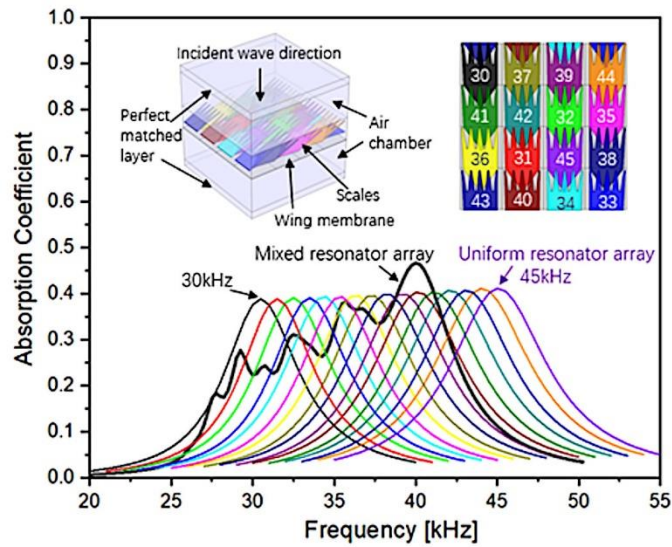 Absorption Coefficient
1.0
0.9
0.8
0.7
0.6
0.5
0.4
0.3
0.2
0.1
0.0
Incident wave direction
Perfect
matched
layer
Air
chamber
Scales
Wing membrane
30 37 39 44
41 42 32 35
36 31 45 38
43 40 34 33
30kHz
Mixed resonator array
Uniform resonator array
45kHz
20 25 30 35 40 45 50 55
Frequency [kHz]